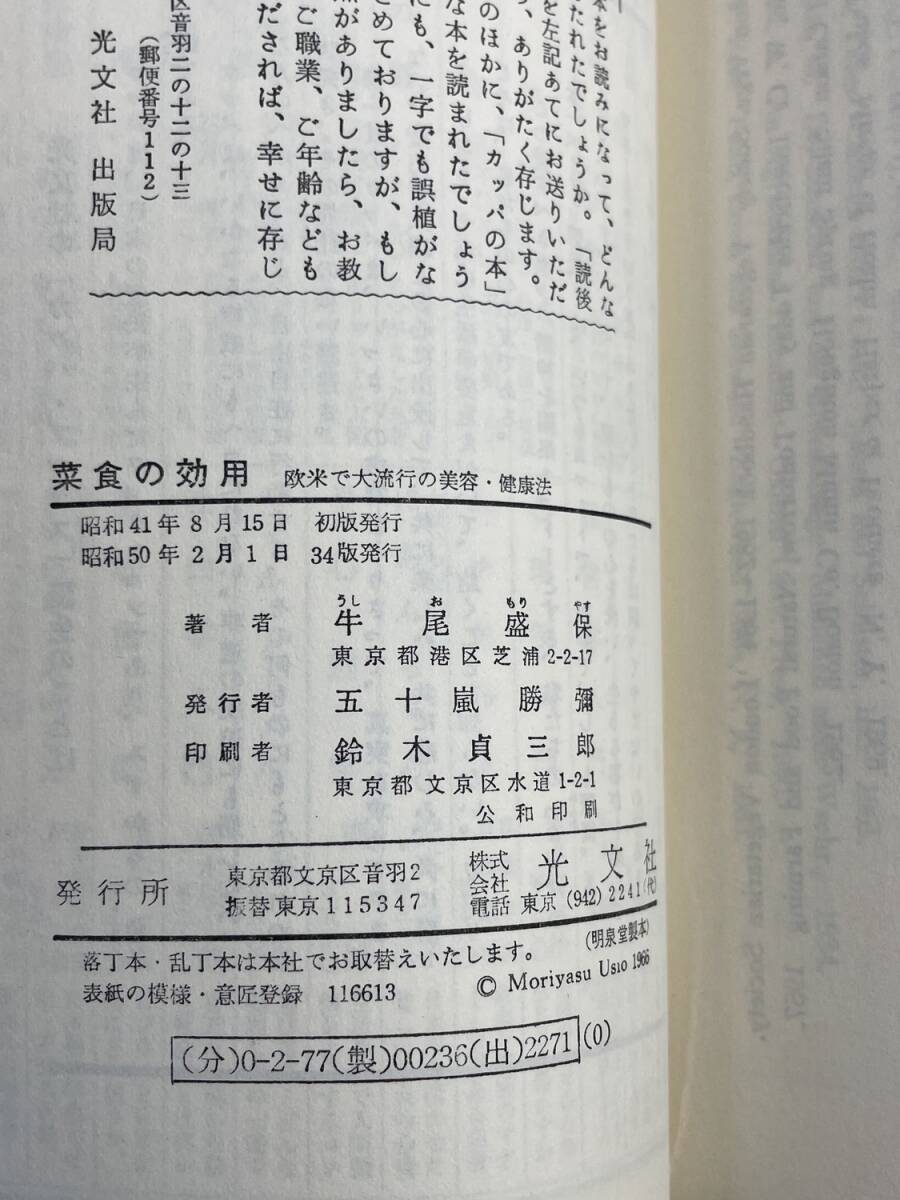 本をお読みになって、どんな
たれたでしょうか。「読後
を左記あてにお送りいただ
、ありがたく存じます。
のほかに、「カッパの本」
な本を読まれたでしょう
にも、一字でも誤植がな
めておりますが、もし
点がありましたら、お教
ご職業、ご年齢なども
だされば、幸せに存じ
区音羽二の十二の十三
(郵便番号112)
光文社 出版局
菜食の効用 欧米で大流行の美容・健康法
昭和41年8月15日 初版発行
昭和50年2月1日 34版発行
うし お もり やす
著者 牛尾盛保
東京都港区芝浦2-2-17
発行者 五十嵐勝彌
印刷者 鈴木貞三郎
東京都文京区水道1-2-1
公和印刷
発行所 東京都文京区音羽2 株式会社 光文社
振替東京115347 電話 東京(942)2241(代)
落丁本・乱丁本は本社でお取替えいたします。 (明泉堂製本)
表紙の模様・意匠登録 116613 © Moriyasu Usio 1966
(分)0-2-77(製)00236(出)2271(0)